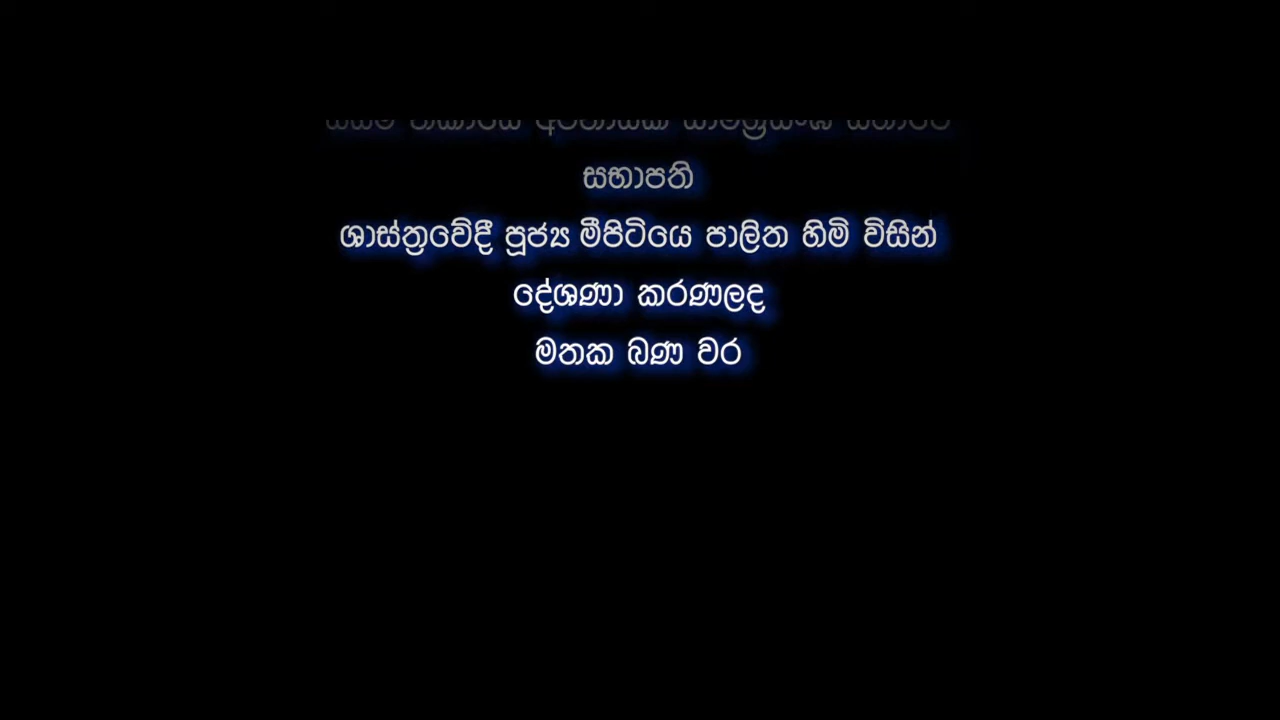 සභාපති
ශාස්ත්‍රවේදී පූජ්‍ය මීපිටියෙ පාලිත හිමි විසින්
දේශණා කරණලද
මතක බණ වර